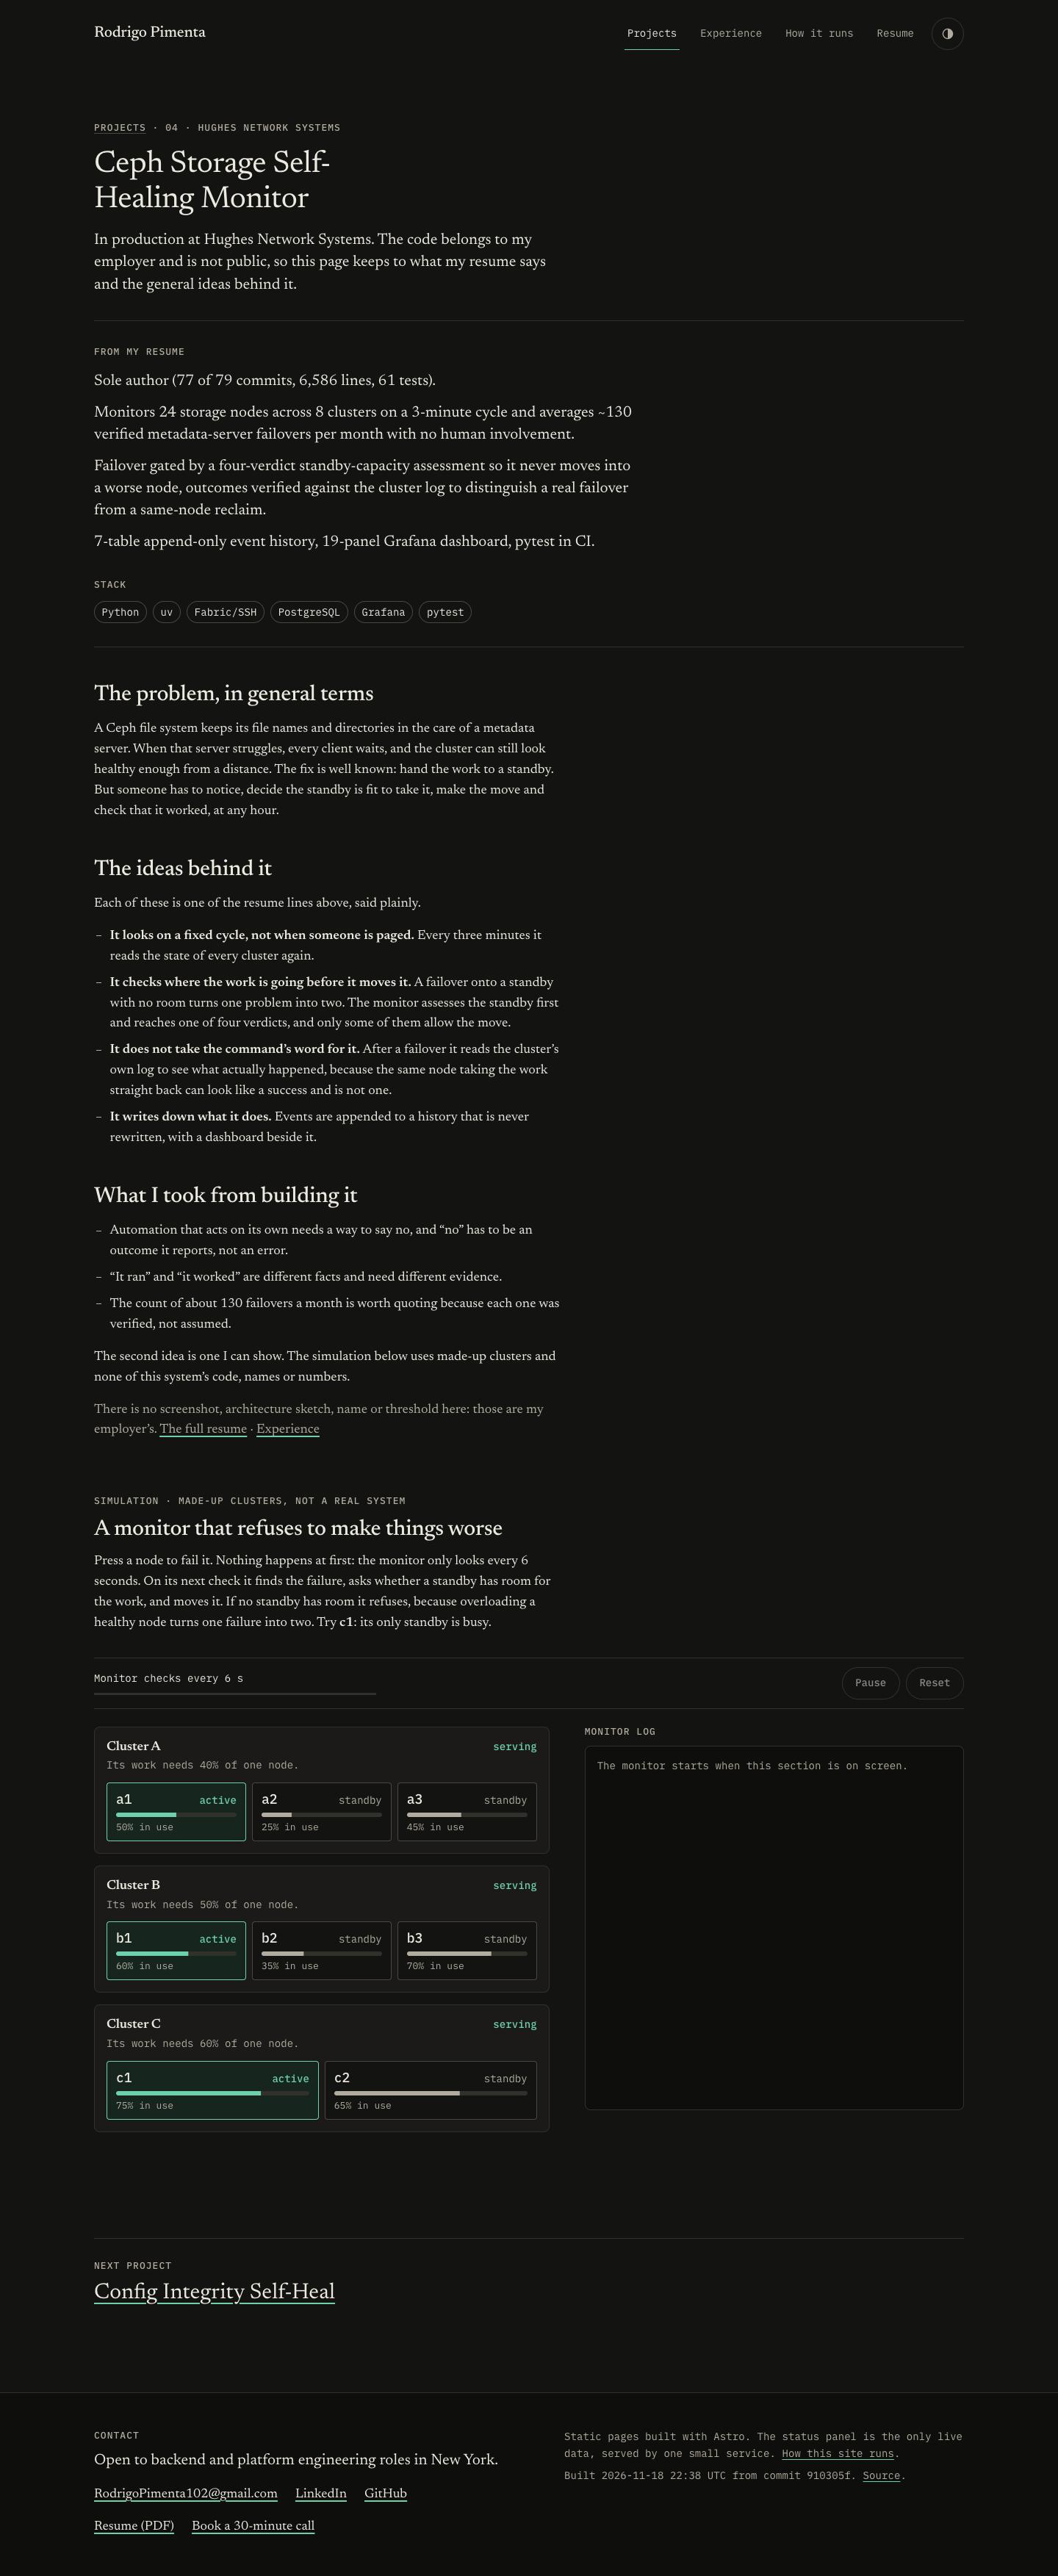 Rodrigo Pimenta
Projects
Experience
How it runs
Resume
PROJECTS · 04 · HUGHES NETWORK SYSTEMS
Ceph Storage Self-
Healing Monitor
In production at Hughes Network Systems. The code belongs to my
employer and is not public, so this page keeps to what my resume says
and the general ideas behind it.
FROM MY RESUME
Sole author (77 of 79 commits, 6,586 lines, 61 tests).
Monitors 24 storage nodes across 8 clusters on a 3-minute cycle and averages ~130
verified metadata-server failovers per month with no human involvement.
Failover gated by a four-verdict standby-capacity assessment so it never moves into
a worse node, outcomes verified against the cluster log to distinguish a real failover
from a same-node reclaim.
7-table append-only event history, 19-panel Grafana dashboard, pytest in CI.
STACK
Python
uv
Fabric/SSH
PostgreSQL
Grafana
pytest
The problem, in general terms
A Ceph file system keeps its file names and directories in the care of a metadata
server. When that server struggles, every client waits, and the cluster can still look
healthy enough from a distance. The fix is well known: hand the work to a standby.
But someone has to notice, decide the standby is fit to take it, make the move and
check that it worked, at any hour.
The ideas behind it
Each of these is one of the resume lines above, said plainly.
– It looks on a fixed cycle, not when someone is paged. Every three minutes it
reads the state of every cluster again.
– It checks where the work is going before it moves it. A failover onto a standby
with no room turns one problem into two. The monitor assesses the standby first
and reaches one of four verdicts, and only some of them allow the move.
– It does not take the command’s word for it. After a failover it reads the cluster’s
own log to see what actually happened, because the same node taking the work
straight back can look like a success and is not one.
– It writes down what it does. Events are appended to a history that is never
rewritten, with a dashboard beside it.
What I took from building it
– Automation that acts on its own needs a way to say no, and “no” has to be an
outcome it reports, not an error.
– “It ran” and “it worked” are different facts and need different evidence.
– The count of about 130 failovers a month is worth quoting because each one was
verified, not assumed.
The second idea is one I can show. The simulation below uses made-up clusters and
none of this system’s code, names or numbers.
There is no screenshot, architecture sketch, name or threshold here: those are my
employer’s. The full resume · Experience
SIMULATION · MADE-UP CLUSTERS, NOT A REAL SYSTEM
A monitor that refuses to make things worse
Press a node to fail it. Nothing happens at first: the monitor only looks every 6
seconds. On its next check it finds the failure, asks whether a standby has room for
the work, and moves it. If no standby has room it refuses, because overloading a
healthy node turns one failure into two. Try c1: its only standby is busy.
Monitor checks every 6 s
Pause
Reset
Cluster A
serving
Its work needs 40% of one node.
a1 active
50% in use
a2 standby
25% in use
a3 standby
45% in use
Cluster B
serving
Its work needs 50% of one node.
b1 active
60% in use
b2 standby
35% in use
b3 standby
70% in use
Cluster C
serving
Its work needs 60% of one node.
c1 active
75% in use
c2 standby
65% in use
MONITOR LOG
The monitor starts when this section is on screen.
NEXT PROJECT
Config Integrity Self-Heal
CONTACT
Open to backend and platform engineering roles in New York.
RodrigoPimenta102@gmail.com
LinkedIn
GitHub
Resume (PDF)
Book a 30-minute call
Static pages built with Astro. The status panel is the only live
data, served by one small service. How this site runs.
Built 2026-11-18 22:38 UTC from commit 910305f. Source.